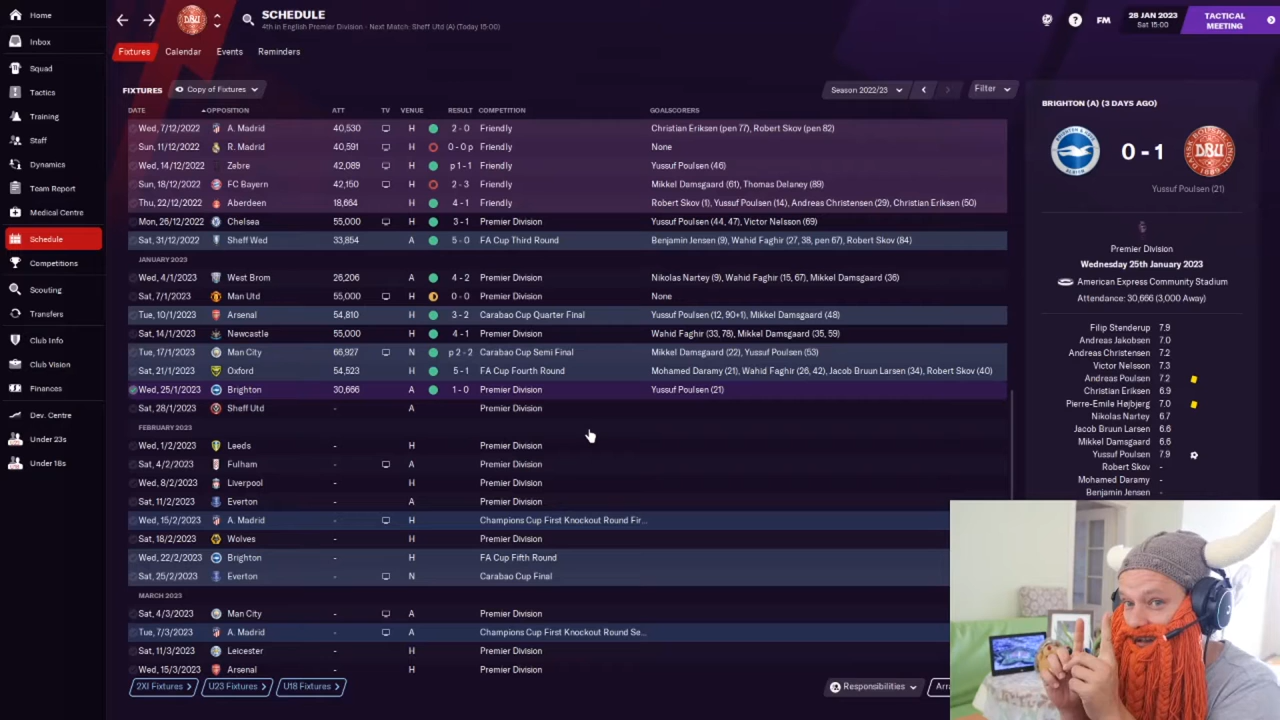 Home
Inbox
Squad
Tactics
Training
Staff
Dynamics
Team Report
Medical Centre
Schedule
Competitions
Scouting
Transfers
Club Info
Club Vision
Finances
Dev. Centre
Under 23s
Under 18s
DBU
SCHEDULE
4th in English Premier Division - Next Match: Sheff Utd (A) (Today 15:00)
FM
28 JAN 2023
Sat 15:00
TACTICAL
MEETING
Fixtures Calendar Events Reminders
FIXTURES Copy of Fixtures Season 2022/23 Filter
DATE OPPOSITION ATT TV VENUE RESULT COMPETITION GOALSCORERS
Wed, 7/12/2022 A. Madrid 40,530 H 2 - 0 Friendly Christian Eriksen (pen 77), Robert Skov (pen 82)
Sun, 11/12/2022 R. Madrid 40,591 H 0 - 0 p Friendly None
Wed, 14/12/2022 Zebre 42,089 H p 1 - 1 Friendly Yussuf Poulsen (46)
Sun, 18/12/2022 FC Bayern 42,150 H 2 - 3 Friendly Mikkel Damsgaard (61), Thomas Delaney (89)
Thu, 22/12/2022 Aberdeen 18,664 H 4 - 1 Friendly Robert Skov (1), Yussuf Poulsen (14), Andreas Christensen (29), Christian Eriksen (50)
Mon, 26/12/2022 Chelsea 55,000 H 3 - 1 Premier Division Yussuf Poulsen (44, 47), Victor Nelsson (69)
Sat, 31/12/2022 Sheff Wed 33,854 A 5 - 0 FA Cup Third Round Benjamin Jensen (9), Wahid Faghir (27, 38, pen 67), Robert Skov (84)
JANUARY 2023
Wed, 4/1/2023 West Brom 26,206 A 4 - 2 Premier Division Nikolas Nartey (9), Wahid Faghir (15, 67), Mikkel Damsgaard (36)
Sat, 7/1/2023 Man Utd 55,000 H 0 - 0 Premier Division None
Tue, 10/1/2023 Arsenal 54,810 H 3 - 2 Carabao Cup Quarter Final Yussuf Poulsen (12, 90+1), Mikkel Damsgaard (48)
Sat, 14/1/2023 Newcastle 55,000 H 4 - 1 Premier Division Wahid Faghir (33, 78), Mikkel Damsgaard (35, 59)
Tue, 17/1/2023 Man City 66,927 N p 2 - 2 Carabao Cup Semi Final Mikkel Damsgaard (22), Yussuf Poulsen (53)
Sat, 21/1/2023 Oxford 54,523 H 5 - 1 FA Cup Fourth Round Mohamed Daramy (21), Wahid Faghir (26, 42), Jacob Bruun Larsen (34), Robert Skov (40)
Wed, 25/1/2023 Brighton 30,666 A 1 - 0 Premier Division Yussuf Poulsen (21)
Sat, 28/1/2023 Sheff Utd - A Premier Division
FEBRUARY 2023
Wed, 1/2/2023 Leeds - H Premier Division
Sat, 4/2/2023 Fulham - A Premier Division
Wed, 8/2/2023 Liverpool - H Premier Division
Sat, 11/2/2023 Everton - A Premier Division
Wed, 15/2/2023 A. Madrid - H Champions Cup First Knockout Round Fir...
Sat, 18/2/2023 Wolves - H Premier Division
Wed, 22/2/2023 Brighton - H FA Cup Fifth Round
Sat, 25/2/2023 Everton - N Carabao Cup Final
MARCH 2023
Sat, 4/3/2023 Man City - A Premier Division
Tue, 7/3/2023 A. Madrid - A Champions Cup First Knockout Round Se...
Sat, 11/3/2023 Leicester - H Premier Division
Wed, 15/3/2023 Arsenal - A Premier Division
2XI Fixtures U23 Fixtures U18 Fixtures Responsibilities
BRIGHTON (A) (3 DAYS AGO)
0 - 1
DBU
Yussuf Poulsen (21)
Premier Division
Wednesday 25th January 2023
American Express Community Stadium
Attendance: 30,666 (3,000 Away)
Filip Stenderup 7.9
Andreas Jakobsen 7.0
Andreas Christensen 7.2
Victor Nelsson 7.3
Andreas Poulsen 7.2
Christian Eriksen 6.9
Pierre-Emile Højbjerg 7.0
Nikolas Nartey 6.7
Jacob Bruun Larsen 6.6
Mikkel Damsgaard 6.6
Yussuf Poulsen 7.9
Robert Skov -
Mohamed Daramy -
Benjamin Jensen -